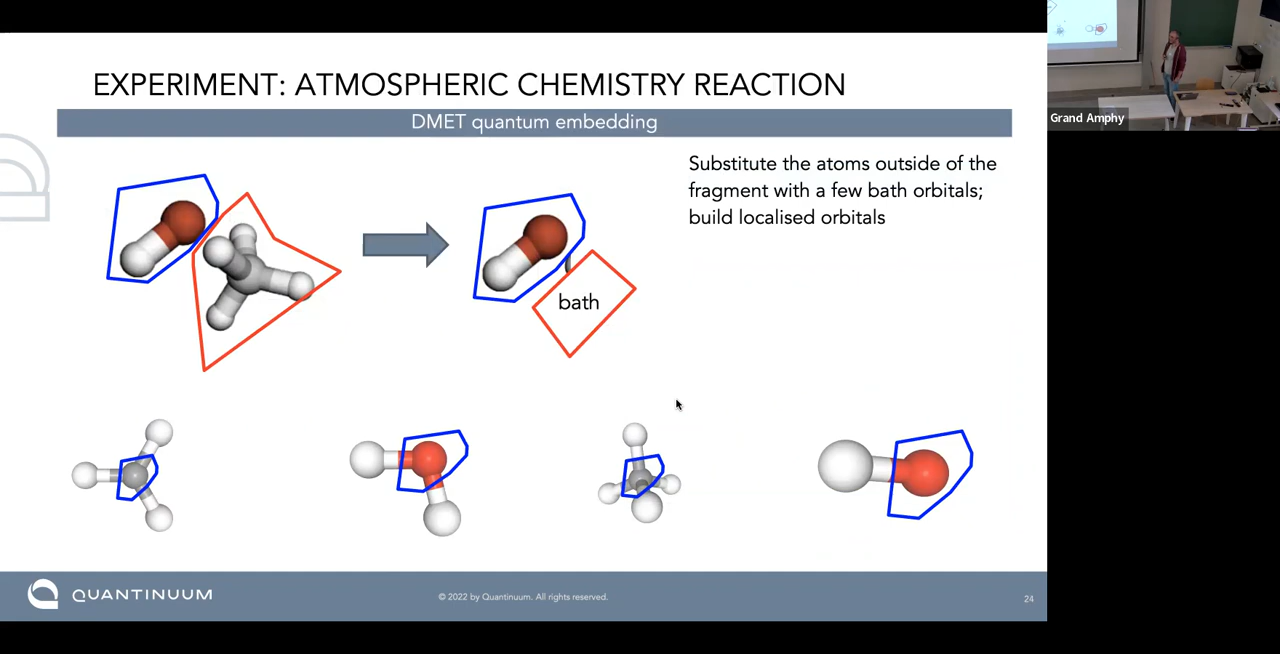 EXPERIMENT: ATMOSPHERIC CHEMISTRY REACTION
DMET quantum embedding
Substitute the atoms outside of the
fragment with a few bath orbitals;
build localised orbitals
bath
QUANTINUUM
© 2022 by Quantinuum. All rights reserved.
24
Grand Amphy